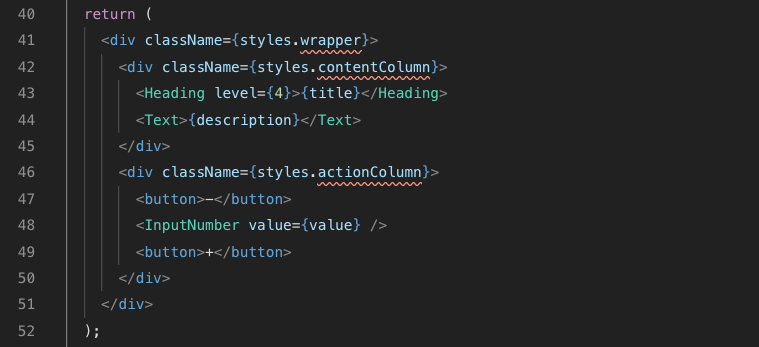 40 return (
41 <div className={styles.wrapper}>
42 <div className={styles.contentColumn}>
43 <Heading level={4}>{title}</Heading>
44 <Text>{description}</Text>
45 </div>
46 <div className={styles.actionColumn}>
47 <button>−</button>
48 <InputNumber value={value} />
49 <button>+</button>
50 </div>
51 </div>
52 );